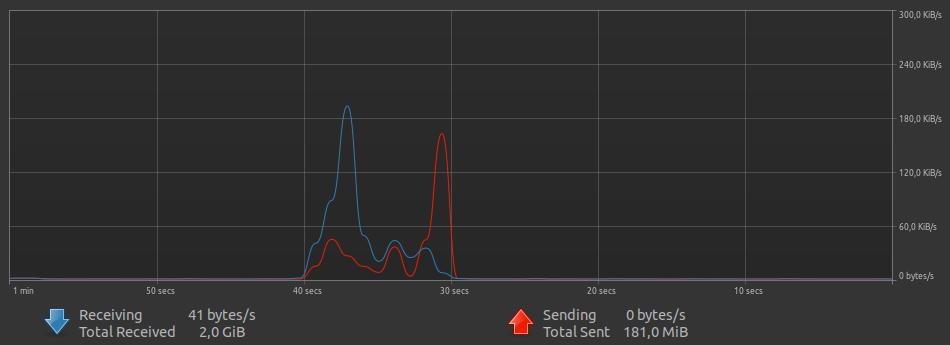 300,0 KiB/s
240,0 KiB/s
180,0 KiB/s
120,0 KiB/s
60,0 KiB/s
0 bytes/s
1 min 50 secs 40 secs 30 secs 20 secs 10 secs
Receiving 41 bytes/s Sending 0 bytes/s
Total Received 2,0 GiB Total Sent 181,0 MiB